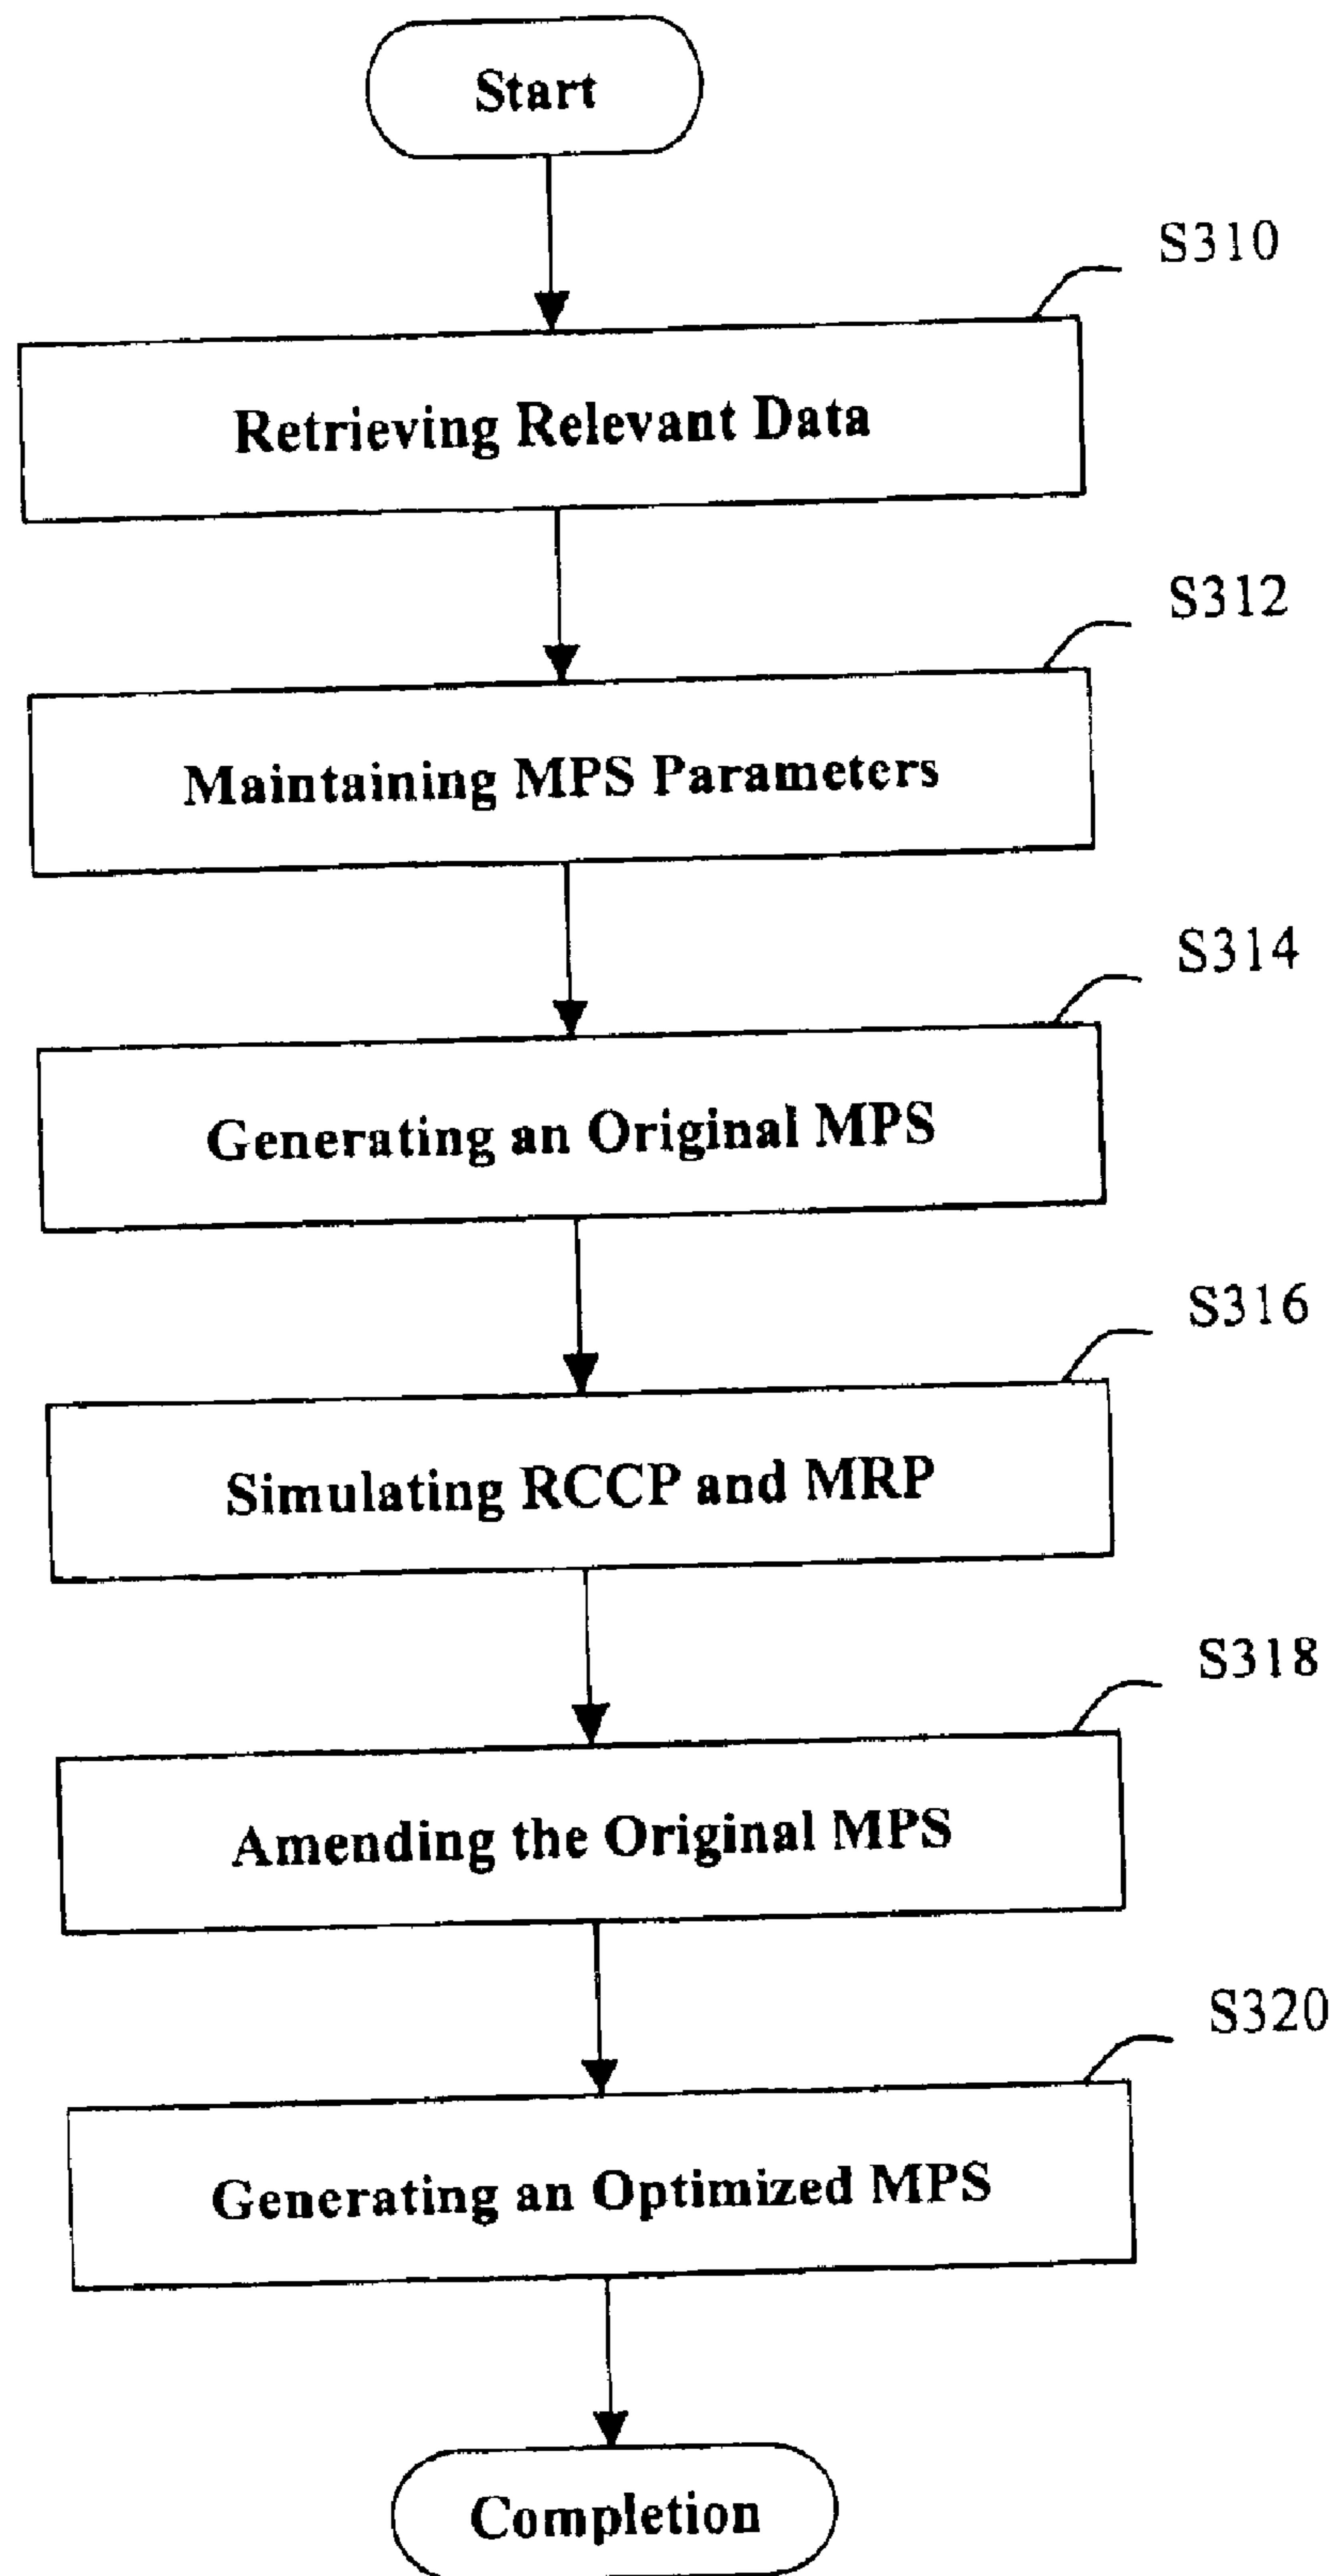 Start
S310
Retrieving Relevant Data
S312
Maintaining MPS Parameters
S314
Generating an Original MPS
S316
Simulating RCCP and MRP
S318
Amending the Original MPS
S320
Generating an Optimized MPS
Completion